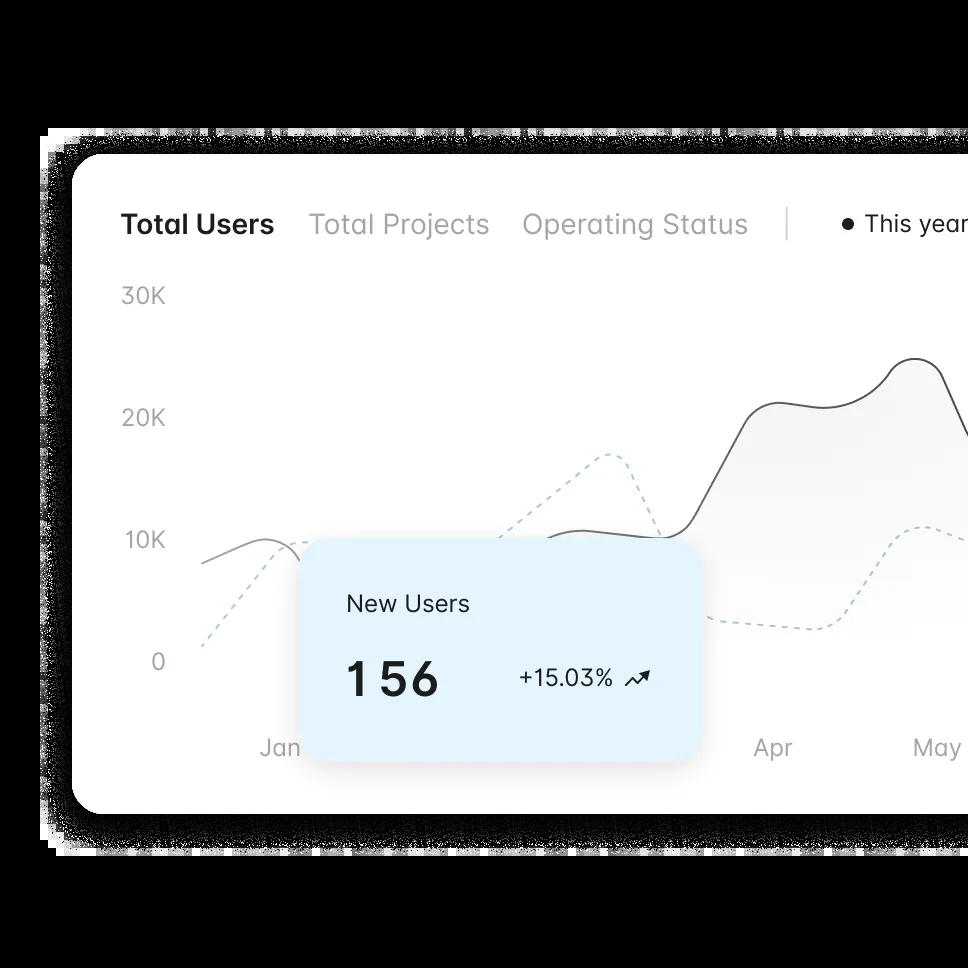 Total Users Total Projects Operating Status This year
30K
20K
10K
0
New Users
156 +15.03%
Jan Apr May